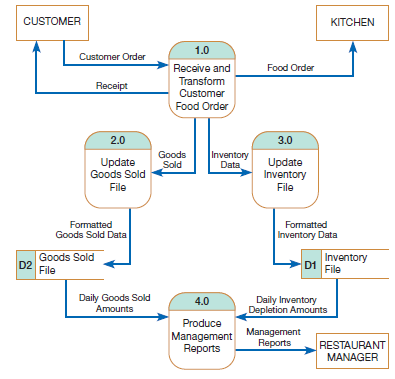 CUSTOMER
KITCHEN
1.0
Receive and
Transform
Customer
Food Order
Customer Order
Food Order
Receipt
2.0
Update
Goods Sold
File
Goods
Sold
Inventory
Data
3.0
Update
Inventory
File
Formatted
Goods Sold Data
Formatted
Inventory Data
D2
Goods Sold
File
D1
Inventory
File
Daily Goods Sold
Amounts
4.0
Produce
Management
Reports
Daily Inventory
Depletion Amounts
Management
Reports
RESTAURANT
MANAGER